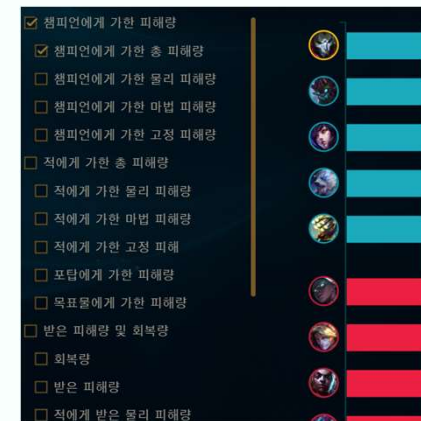 챔피언에게 가한 피해량
챔피언에게 가한 총 피해량
챔피언에게 가한 물리 피해량
챔피언에게 가한 마법 피해량
챔피언에게 가한 고정 피해량
적에게 가한 총 피해량
적에게 가한 물리 피해량
적에게 가한 마법 피해량
적에게 가한 고정 피해
포탑에게 가한 피해량
목표물에게 가한 피해량
받은 피해량 및 회복량
회복량
받은 피해량
적에게 받은 물리 피해량